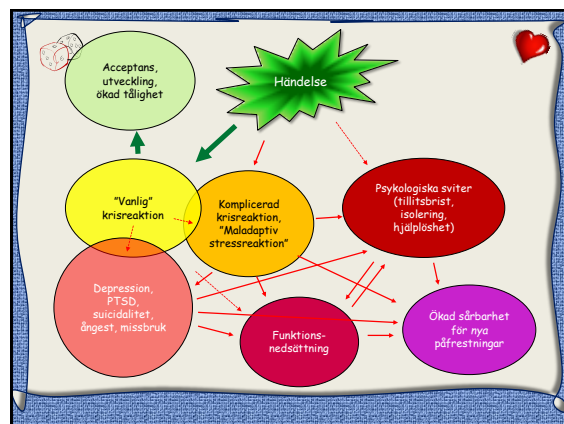 Acceptans,
utveckling,
ökad tålighet
Händelse
"Vanlig"
krisreaktion
Komplicerad
krisreaktion,
"Maladaptiv
stressreaktion"
Psykologiska sviter
(tillitsbrist,
isolering,
hjälplöshet)
Depression,
PTSD,
suicidalitet,
ångest, missbruk
Funktions-
nedsättning
Ökad sårbarhet
för nya
påfrestningar